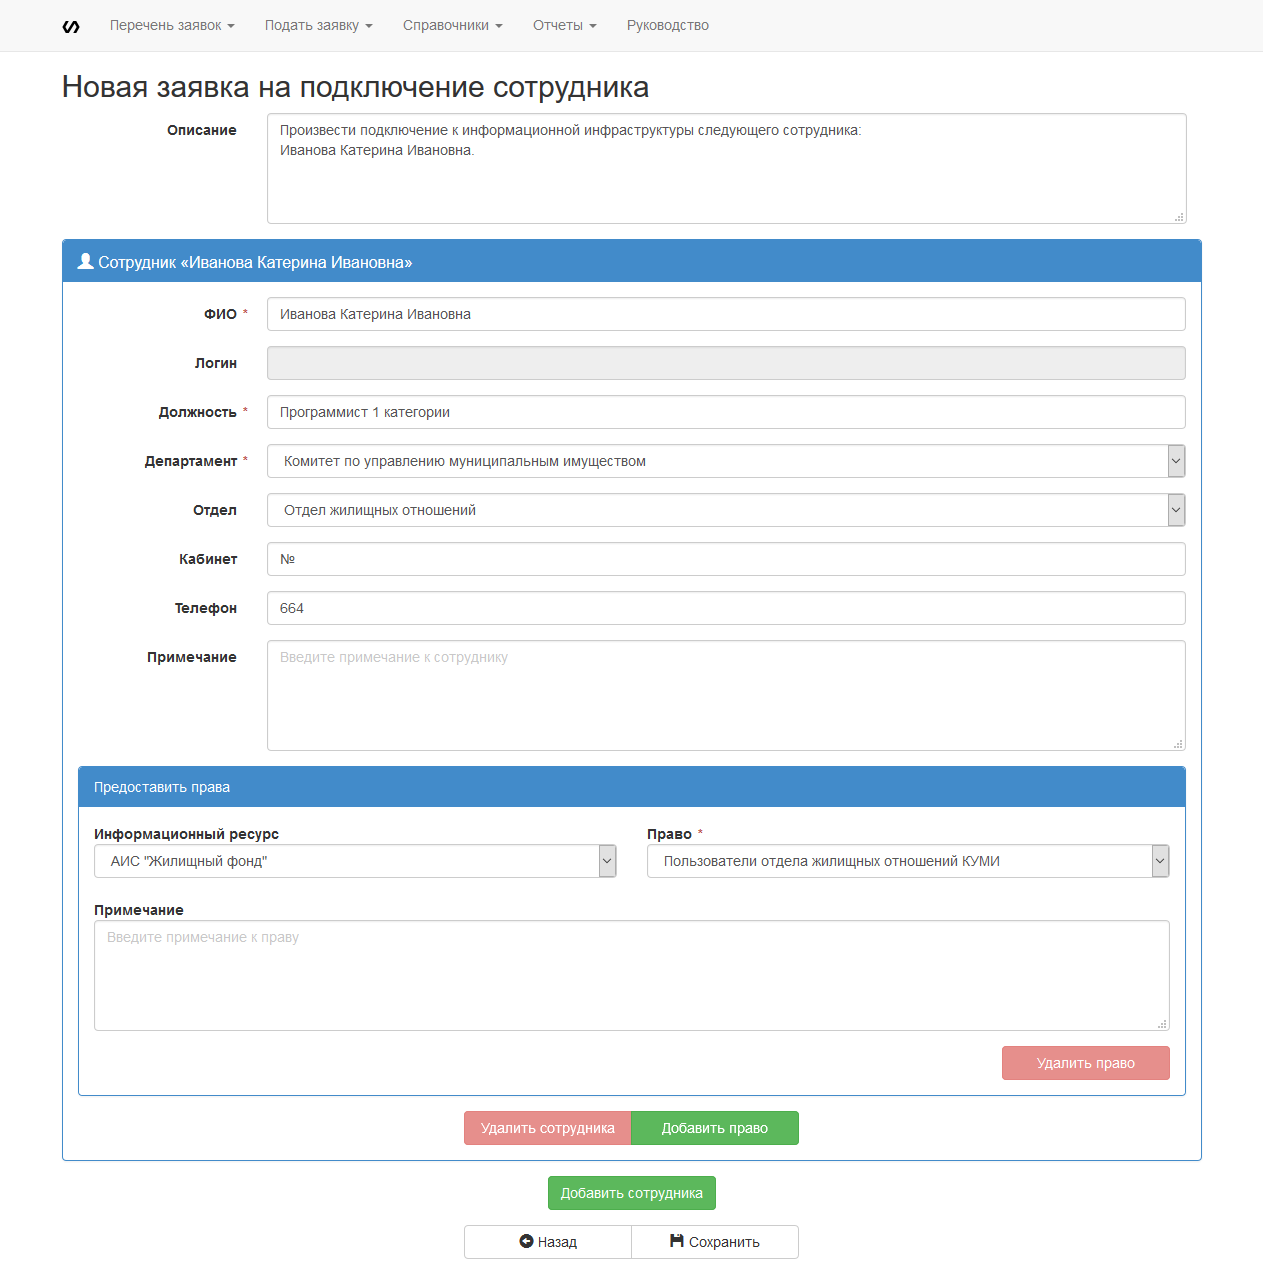 Перечень заявок Подать заявку Справочники Отчеты Руководство
Новая заявка на подключение сотрудника
Описание
Произвести подключение к информационной инфраструктуры следующего сотрудника:
Иванова Катерина Ивановна.
Сотрудник «Иванова Катерина Ивановна»
ФИО * Иванова Катерина Ивановна
Логин
Должность * Программист 1 категории
Департамент * Комитет по управлению муниципальным имуществом
Отдел Отдел жилищных отношений
Кабинет №
Телефон 664
Примечание Введите примечание к сотруднику
Предоставить права
Информационный ресурс Право *
АИС "Жилищный фонд" Пользователи отдела жилищных отношений КУМИ
Примечание
Введите примечание к праву
Удалить право
Удалить сотрудника Добавить право
Добавить сотрудника
Назад Сохранить